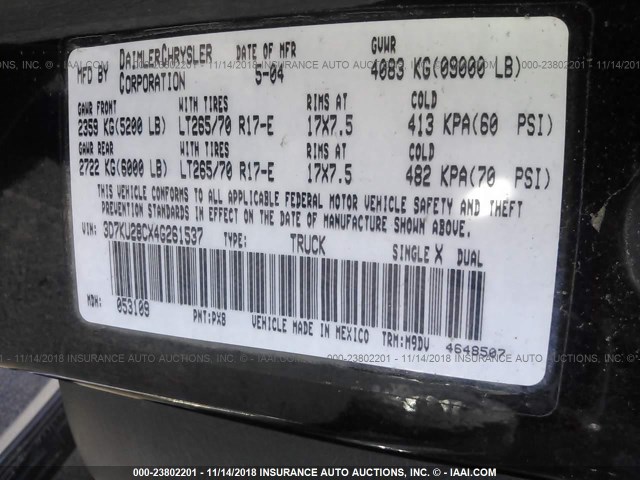 MFD BY DAIMLERCHRYSLER CORPORATION DATE OF MFR 5-04 GVWR 4083 KG(09000 LB)
GAWR FRONT WITH TIRES RIMS AT COLD
2359 KG(5200 LB) LT265/70 R17-E 17X7.5 413 KPA(60 PSI)
GAWR REAR WITH TIRES RIMS AT COLD
2722 KG(6000 LB) LT265/70 R17-E 17X7.5 482 KPA(70 PSI)
THIS VEHICLE CONFORMS TO ALL APPLICABLE FEDERAL MOTOR VEHICLE SAFETY AND THEFT
PREVENTION STANDARDS IN EFFECT ON THE DATE OF MANUFACTURE SHOWN ABOVE.
VIN: 3D7KU28CX4G261537 TYPE: TRUCK SINGLE X DUAL
MDH: 053109 PNT:PX8 VEHICLE MADE IN MEXICO TRM:M9DV 4648507
000-23802201 - 11/14/2018 INSURANCE AUTO AUCTIONS, INC. © - IAAI.COM